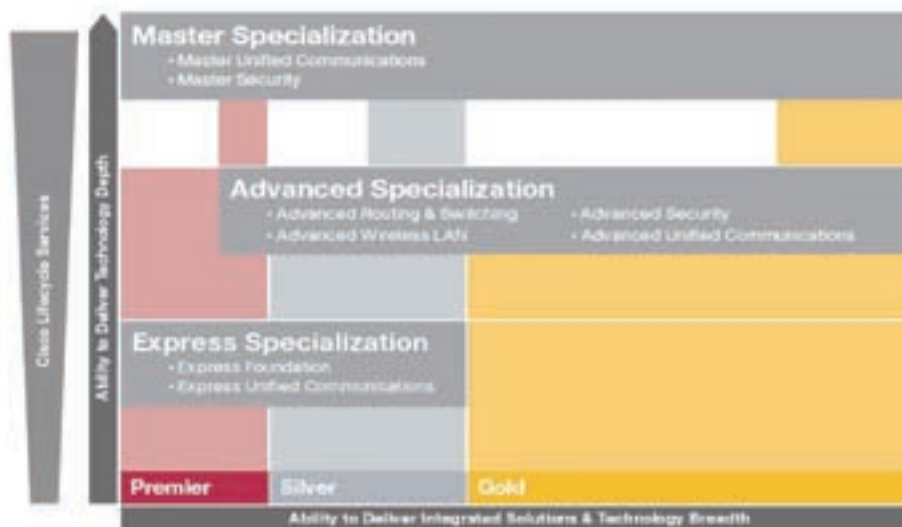 Master Specialization
• Master Unified Communications
• Master Security
Advanced Specialization
• Advanced Routing & Switching
• Advanced Security
• Advanced Wireless LAN
• Advanced Unified Communications
Express Specialization
• Express Foundation
• Express Unified Communications
Premier
Silver
Gold
Ability to Deliver Integrated Solutions & Technology Breadth
Ability to Deliver Technology Depth
Cisco Lifecycle Services